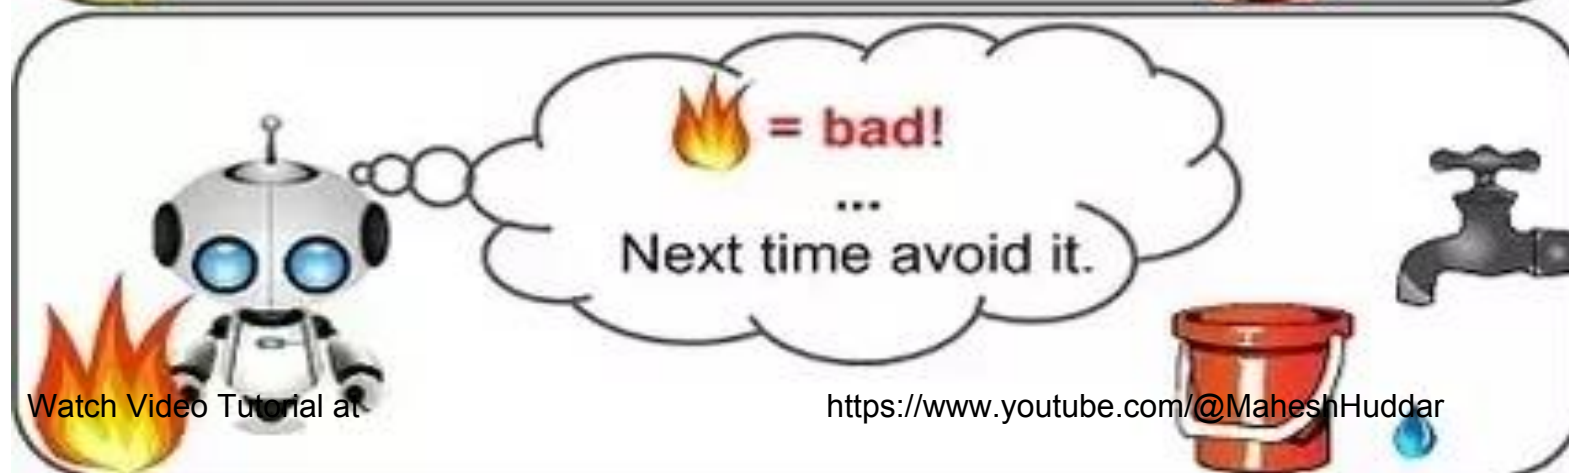 = bad!
...
Next time avoid it.
Watch Video Tutorial at https://www.youtube.com/@MaheshHuddar